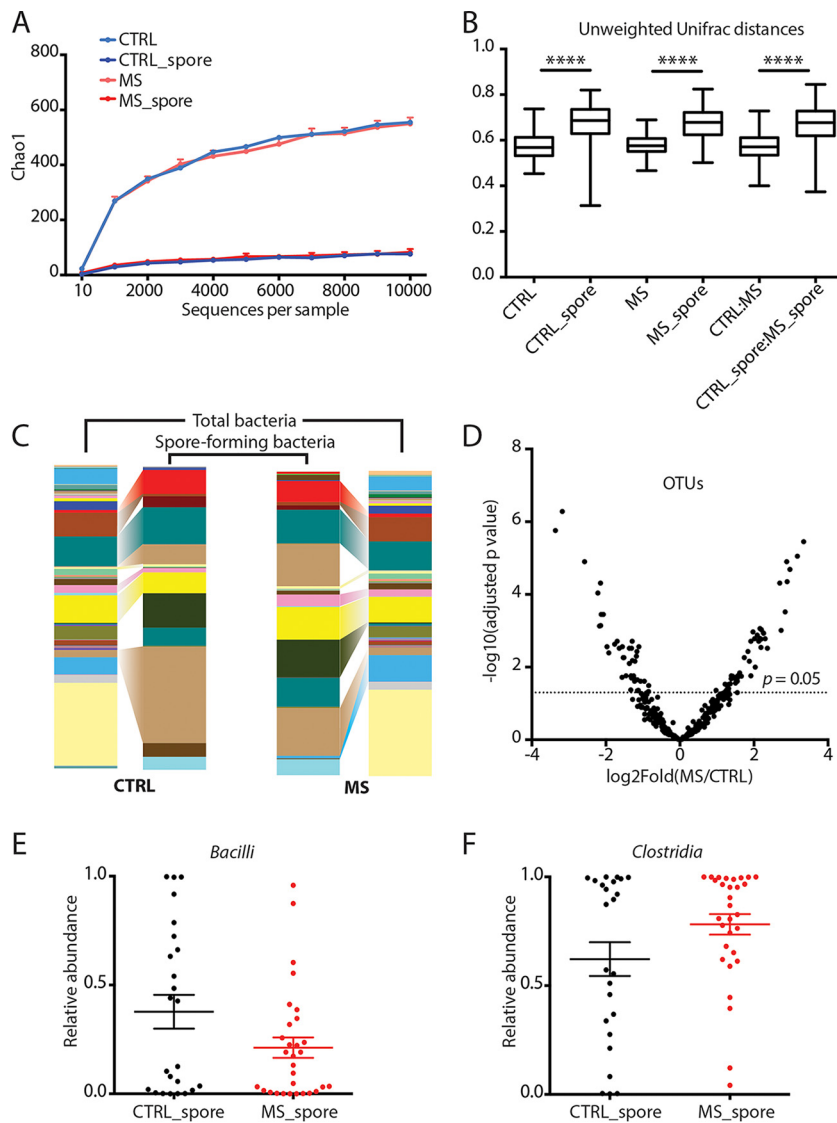 A
CTRL
CTRL_spore
MS
MS_spore
800
600
400
200
0
Chao1
10 2000 4000 6000 8000 10000
Sequences per sample
B
Unweighted Unifrac distances
**** **** ****
1.0
0.8
0.6
0.4
0.2
0.0
CTRL
CTRL_spore
MS
MS_spore
CTRL:MS
CTRL_spore:MS_spore
C
Total bacteria
Spore-forming bacteria
CTRL MS
D
OTUs
8
6
4
2
0
-log10(adjusted p value)
p = 0.05
-4 -2 0 2 4
log2Fold(MS/CTRL)
E
Bacilli
1.0
0.5
0.0
Relative abundance
CTRL_spore MS_spore
F
Clostridia
1.0
0.5
0.0
Relative abundance
CTRL_spore MS_spore